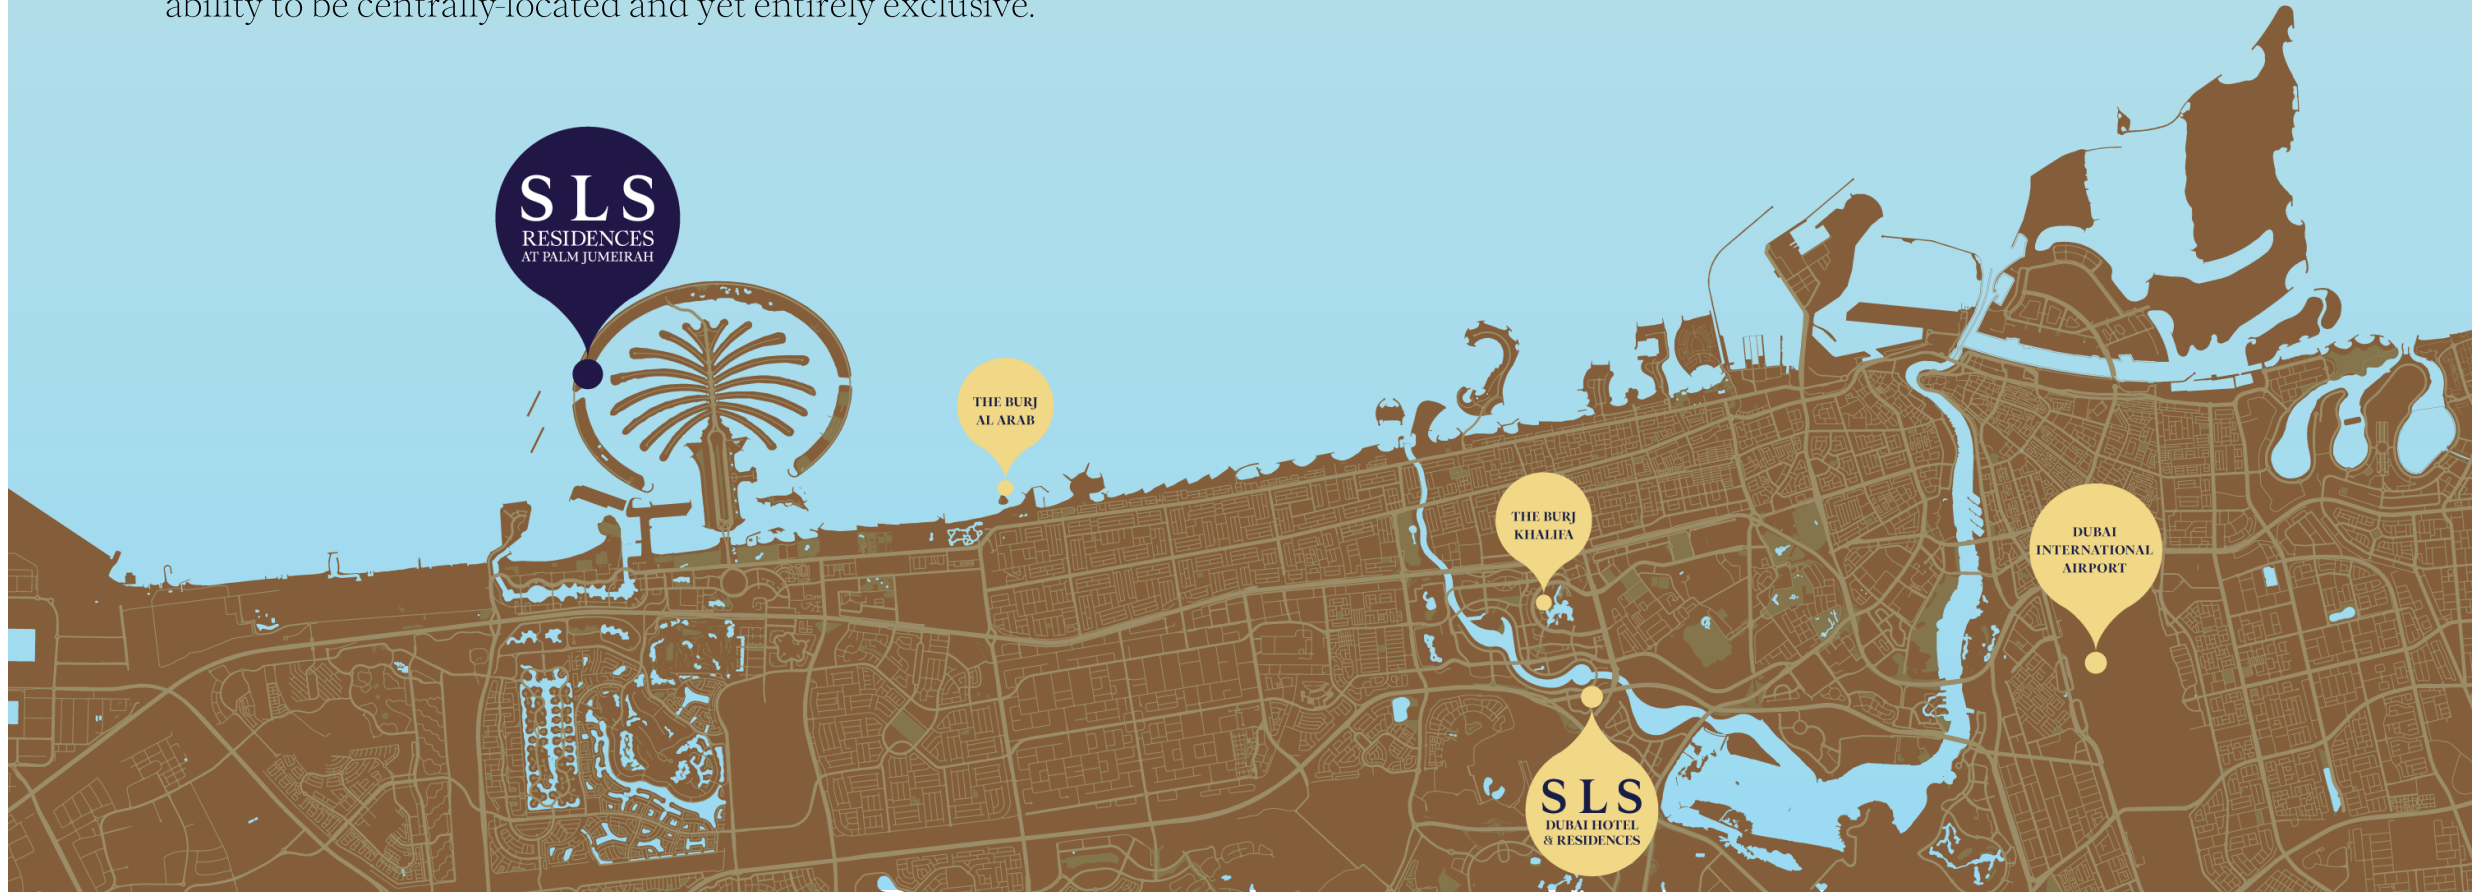 ability to be centrally-located and yet entirely exclusive.
SLS
RESIDENCES
AT PALM JUMEIRAH
THE BURJ
AL ARAB
THE BURJ
KHALIFA
DUBAI
INTERNATIONAL
AIRPORT
SLS
DUBAI HOTEL
& RESIDENCES